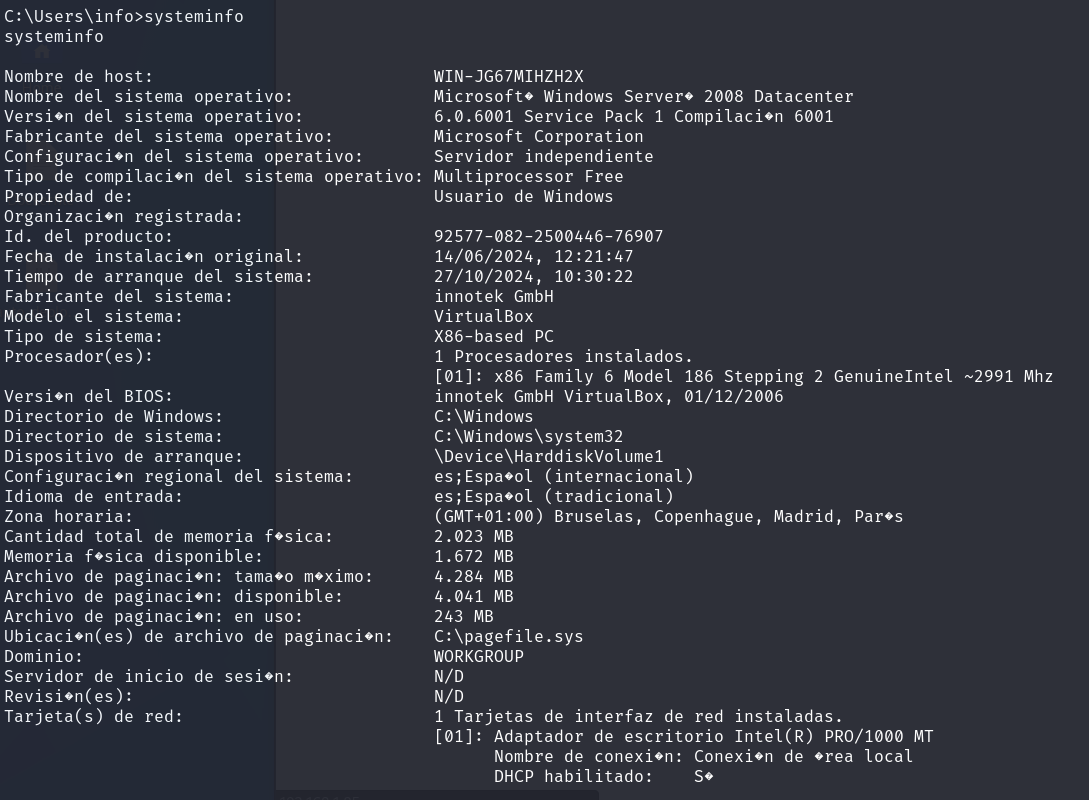 C:\Users\info>systeminfo
systeminfo
Nombre de host: WIN-JG67MIHZH2X
Nombre del sistema operativo: Microsoft� Windows Server� 2008 Datacenter
Versi�n del sistema operativo: 6.0.6001 Service Pack 1 Compilaci�n 6001
Fabricante del sistema operativo: Microsoft Corporation
Configuraci�n del sistema operativo: Servidor independiente
Tipo de compilaci�n del sistema operativo: Multiprocessor Free
Propiedad de: Usuario de Windows
Organizaci�n registrada:
Id. del producto: 92577-082-2500446-76907
Fecha de instalaci�n original: 14/06/2024, 12:21:47
Tiempo de arranque del sistema: 27/10/2024, 10:30:22
Fabricante del sistema: innotek GmbH
Modelo el sistema: VirtualBox
Tipo de sistema: X86-based PC
Procesador(es): 1 Procesadores instalados.
[01]: x86 Family 6 Model 186 Stepping 2 GenuineIntel ~2991 Mhz
Versi�n del BIOS: innotek GmbH VirtualBox, 01/12/2006
Directorio de Windows: C:\Windows
Directorio de sistema: C:\Windows\system32
Dispositivo de arranque: \Device\HarddiskVolume1
Configuraci�n regional del sistema: es;Espa�ol (internacional)
Idioma de entrada: es;Espa�ol (tradicional)
Zona horaria: (GMT+01:00) Bruselas, Copenhague, Madrid, Par�s
Cantidad total de memoria f�sica: 2.023 MB
Memoria f�sica disponible: 1.672 MB
Archivo de paginaci�n: tama�o m�ximo: 4.284 MB
Archivo de paginaci�n: disponible: 4.041 MB
Archivo de paginaci�n: en uso: 243 MB
Ubicaci�n(es) de archivo de paginaci�n: C:\pagefile.sys
Dominio: WORKGROUP
Servidor de inicio de sesi�n: N/D
Revisi�n(es): N/D
Tarjeta(s) de red: 1 Tarjetas de interfaz de red instaladas.
[01]: Adaptador de escritorio Intel(R) PRO/1000 MT
Nombre de conexi�n: Conexi�n de �rea local
DHCP habilitado: S�